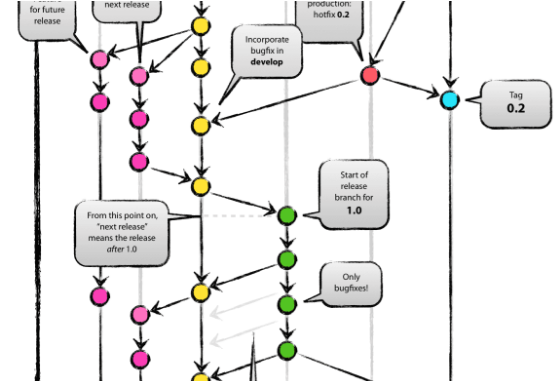 for future
release
next release
production:
hotfix 0.2
Incorporate
bugfix in
develop
Tag
0.2
Start of
release
branch for
1.0
From this point on,
“next release”
means the release
after 1.0
Only
bugfixes!